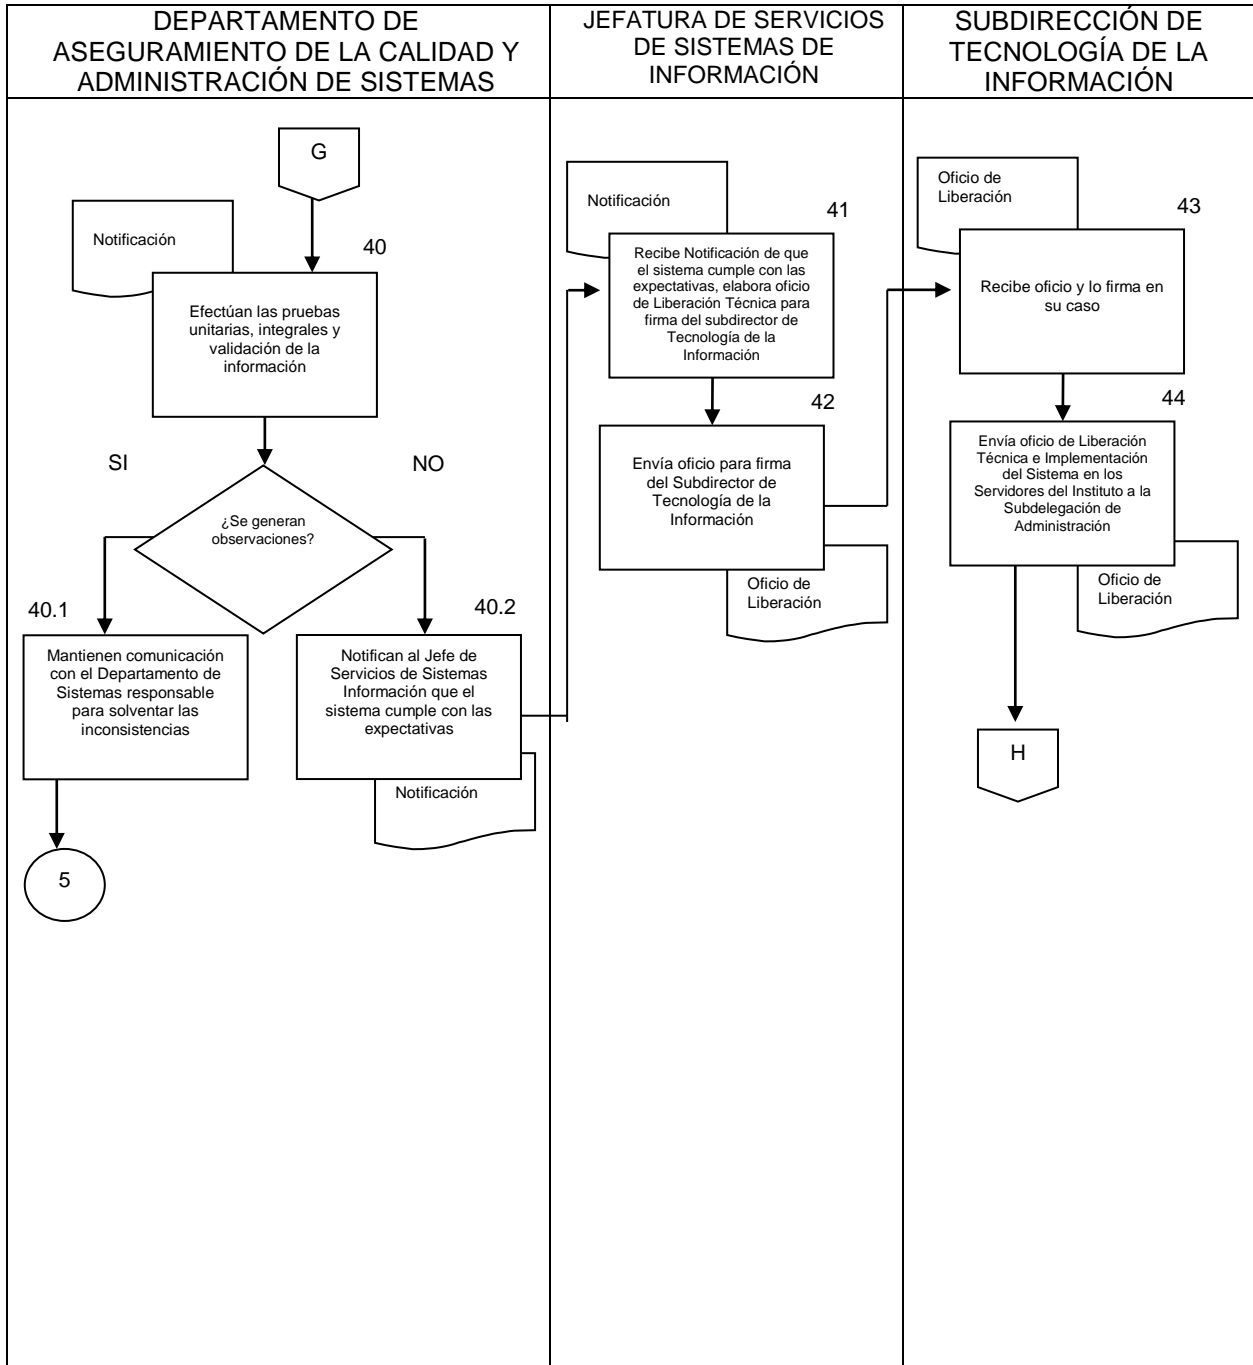 DEPARTAMENTO DE
ASEGURAMIENTO DE LA CALIDAD Y
ADMINISTRACIÓN DE SISTEMAS
JEFATURA DE SERVICIOS
DE SISTEMAS DE
INFORMACIÓN
SUBDIRECCIÓN DE
TECNOLOGÍA DE LA
INFORMACIÓN
G
Notificación
40
Efectúan las pruebas
unitarias, integrales y
validación de la
información
SI
NO
¿Se generan
observaciones?
40.1
Mantienen comunicación
con el Departamento de
Sistemas responsable
para solventar las
inconsistencias
5
40.2
Notifican al Jefe de
Servicios de Sistemas
Información que el
sistema cumple con las
expectativas
Notificación
Notificación
41
Recibe Notificación de que
el sistema cumple con las
expectativas, elabora oficio
de Liberación Técnica para
firma del subdirector de
Tecnología de la
Información
42
Envía oficio para firma
del Subdirector de
Tecnología de la
Información
Oficio de
Liberación
Oficio de
Liberación
43
Recibe oficio y lo firma en
su caso
44
Envía oficio de Liberación
Técnica e Implementación
del Sistema en los
Servidores del Instituto a la
Subdelegación de
Administración
Oficio de
Liberación
H